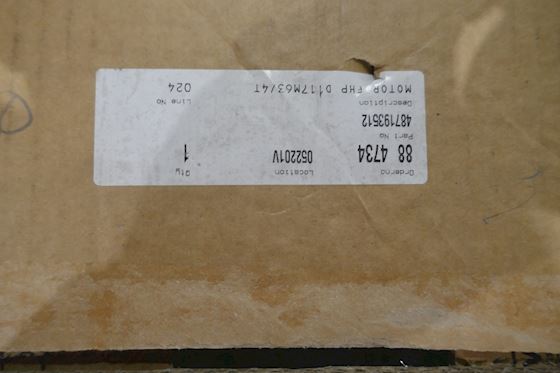 Orderno Location Qty
88 4734 052201V 1
Part No
487193512
Description Line No
MOTOR FHP D117M63/4T 024